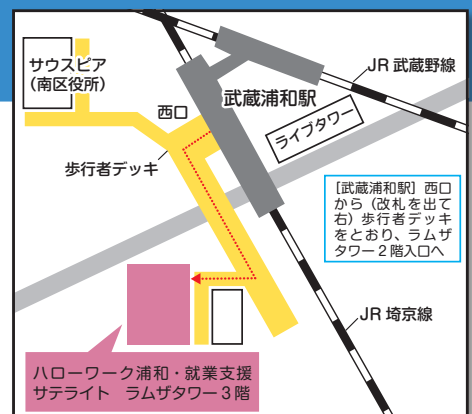 サウスピア
（南区役所）
JR 武蔵野線
西口
武蔵浦和駅
ライブタワー
歩行者デッキ
［武蔵浦和駅］西口
から（改札を出て
右）歩行者デッキ
をとおり、ラムザ
タワー２階入口へ
JR 埼京線
ハローワーク浦和・就業支援
サテライト　ラムザタワー３階